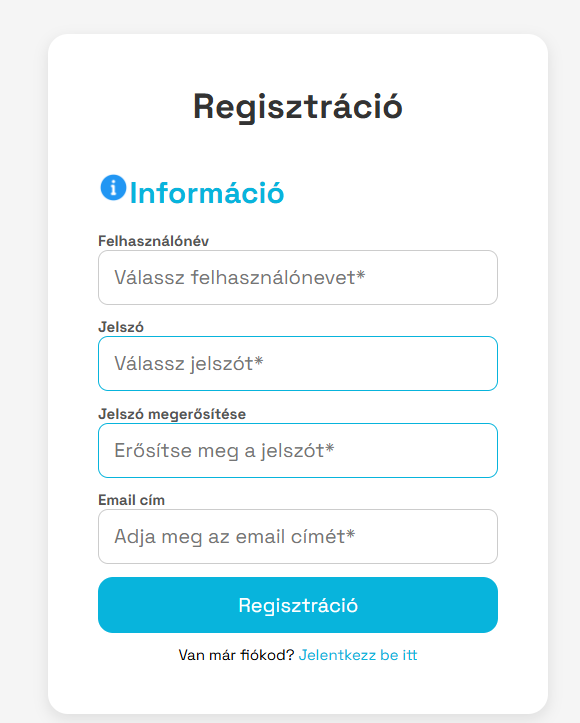 Regisztráció
Információ
Felhasználónév
Válassz felhasználónevet*
Jelszó
Válassz jelszót*
Jelszó megerősítése
Erősítse meg a jelszót*
Email cím
Adja meg az email címét*
Regisztráció
Van már fiókod? Jelentkezz be itt